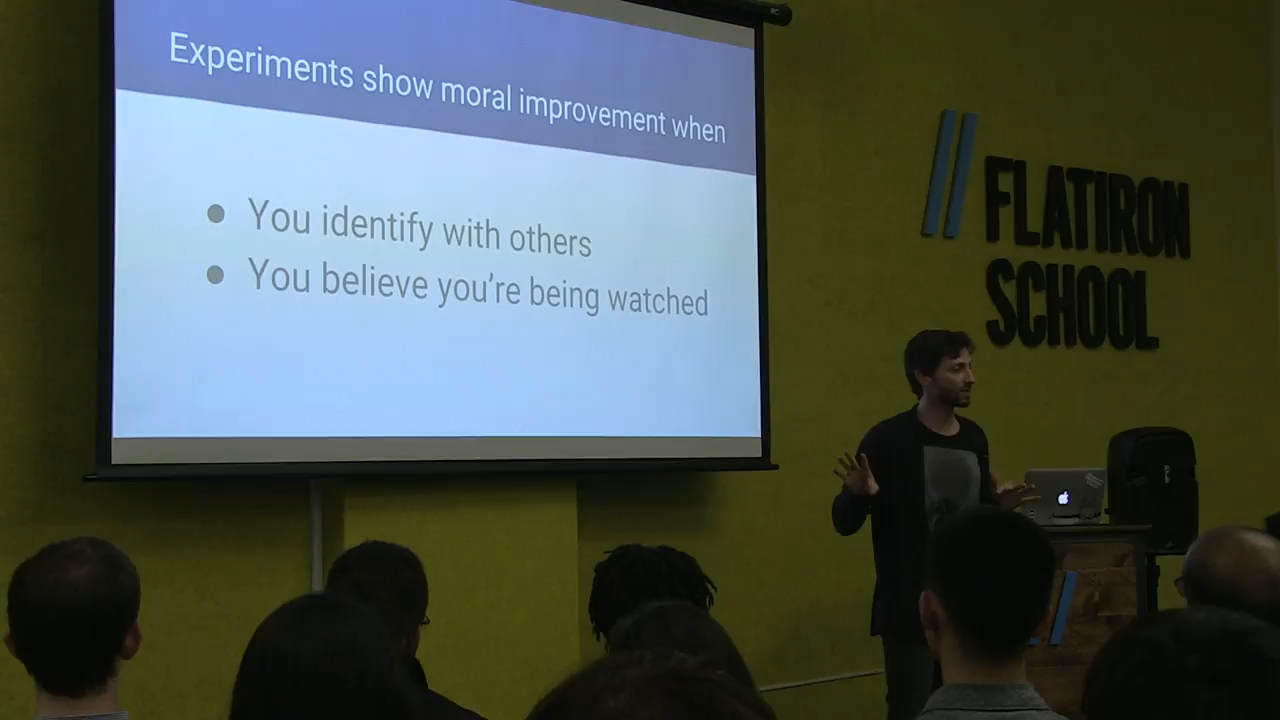 Experiments show moral improvement when
● You identify with others
● You believe you're being watched
// FLATIRON
SCHOOL